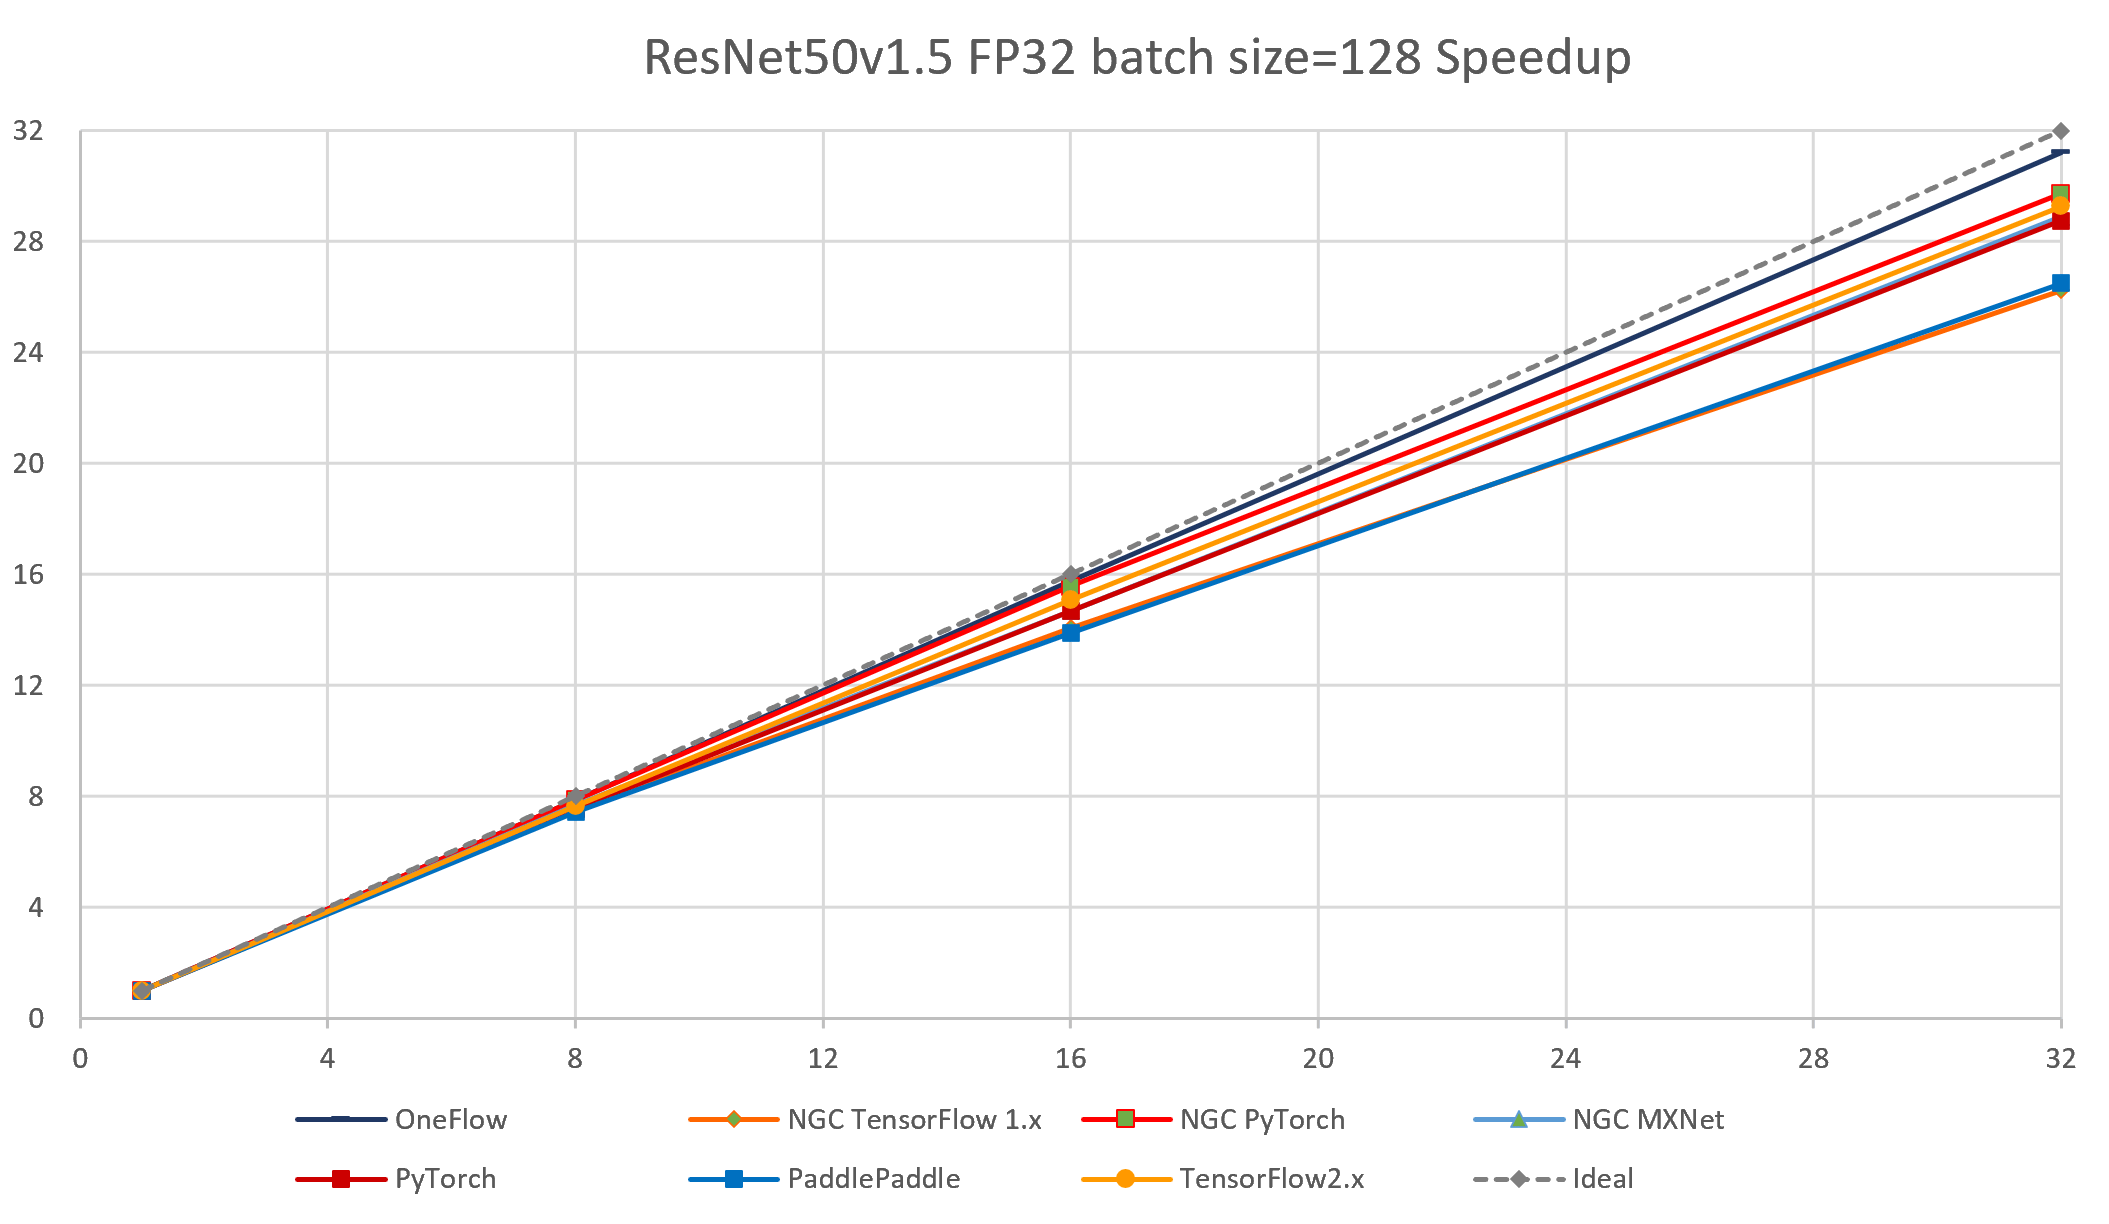 ResNet50v1.5 FP32 batch size=128 Speedup
32
28
24
20
16
12
8
4
0
0 4 8 12 16 20 24 28 32
OneFlow NGC TensorFlow 1.x NGC PyTorch NGC MXNet
PyTorch PaddlePaddle TensorFlow2.x Ideal